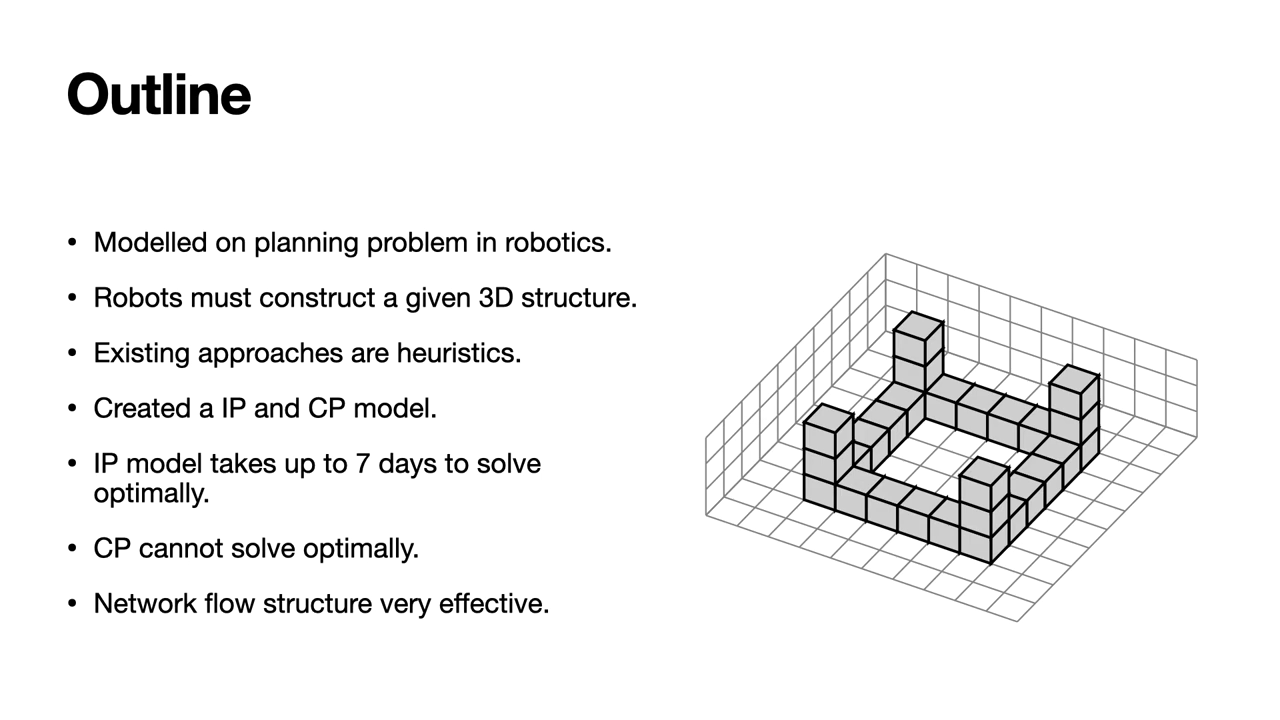 Outline
• Modelled on planning problem in robotics.
• Robots must construct a given 3D structure.
• Existing approaches are heuristics.
• Created a IP and CP model.
• IP model takes up to 7 days to solve
optimally.
• CP cannot solve optimally.
• Network flow structure very effective.